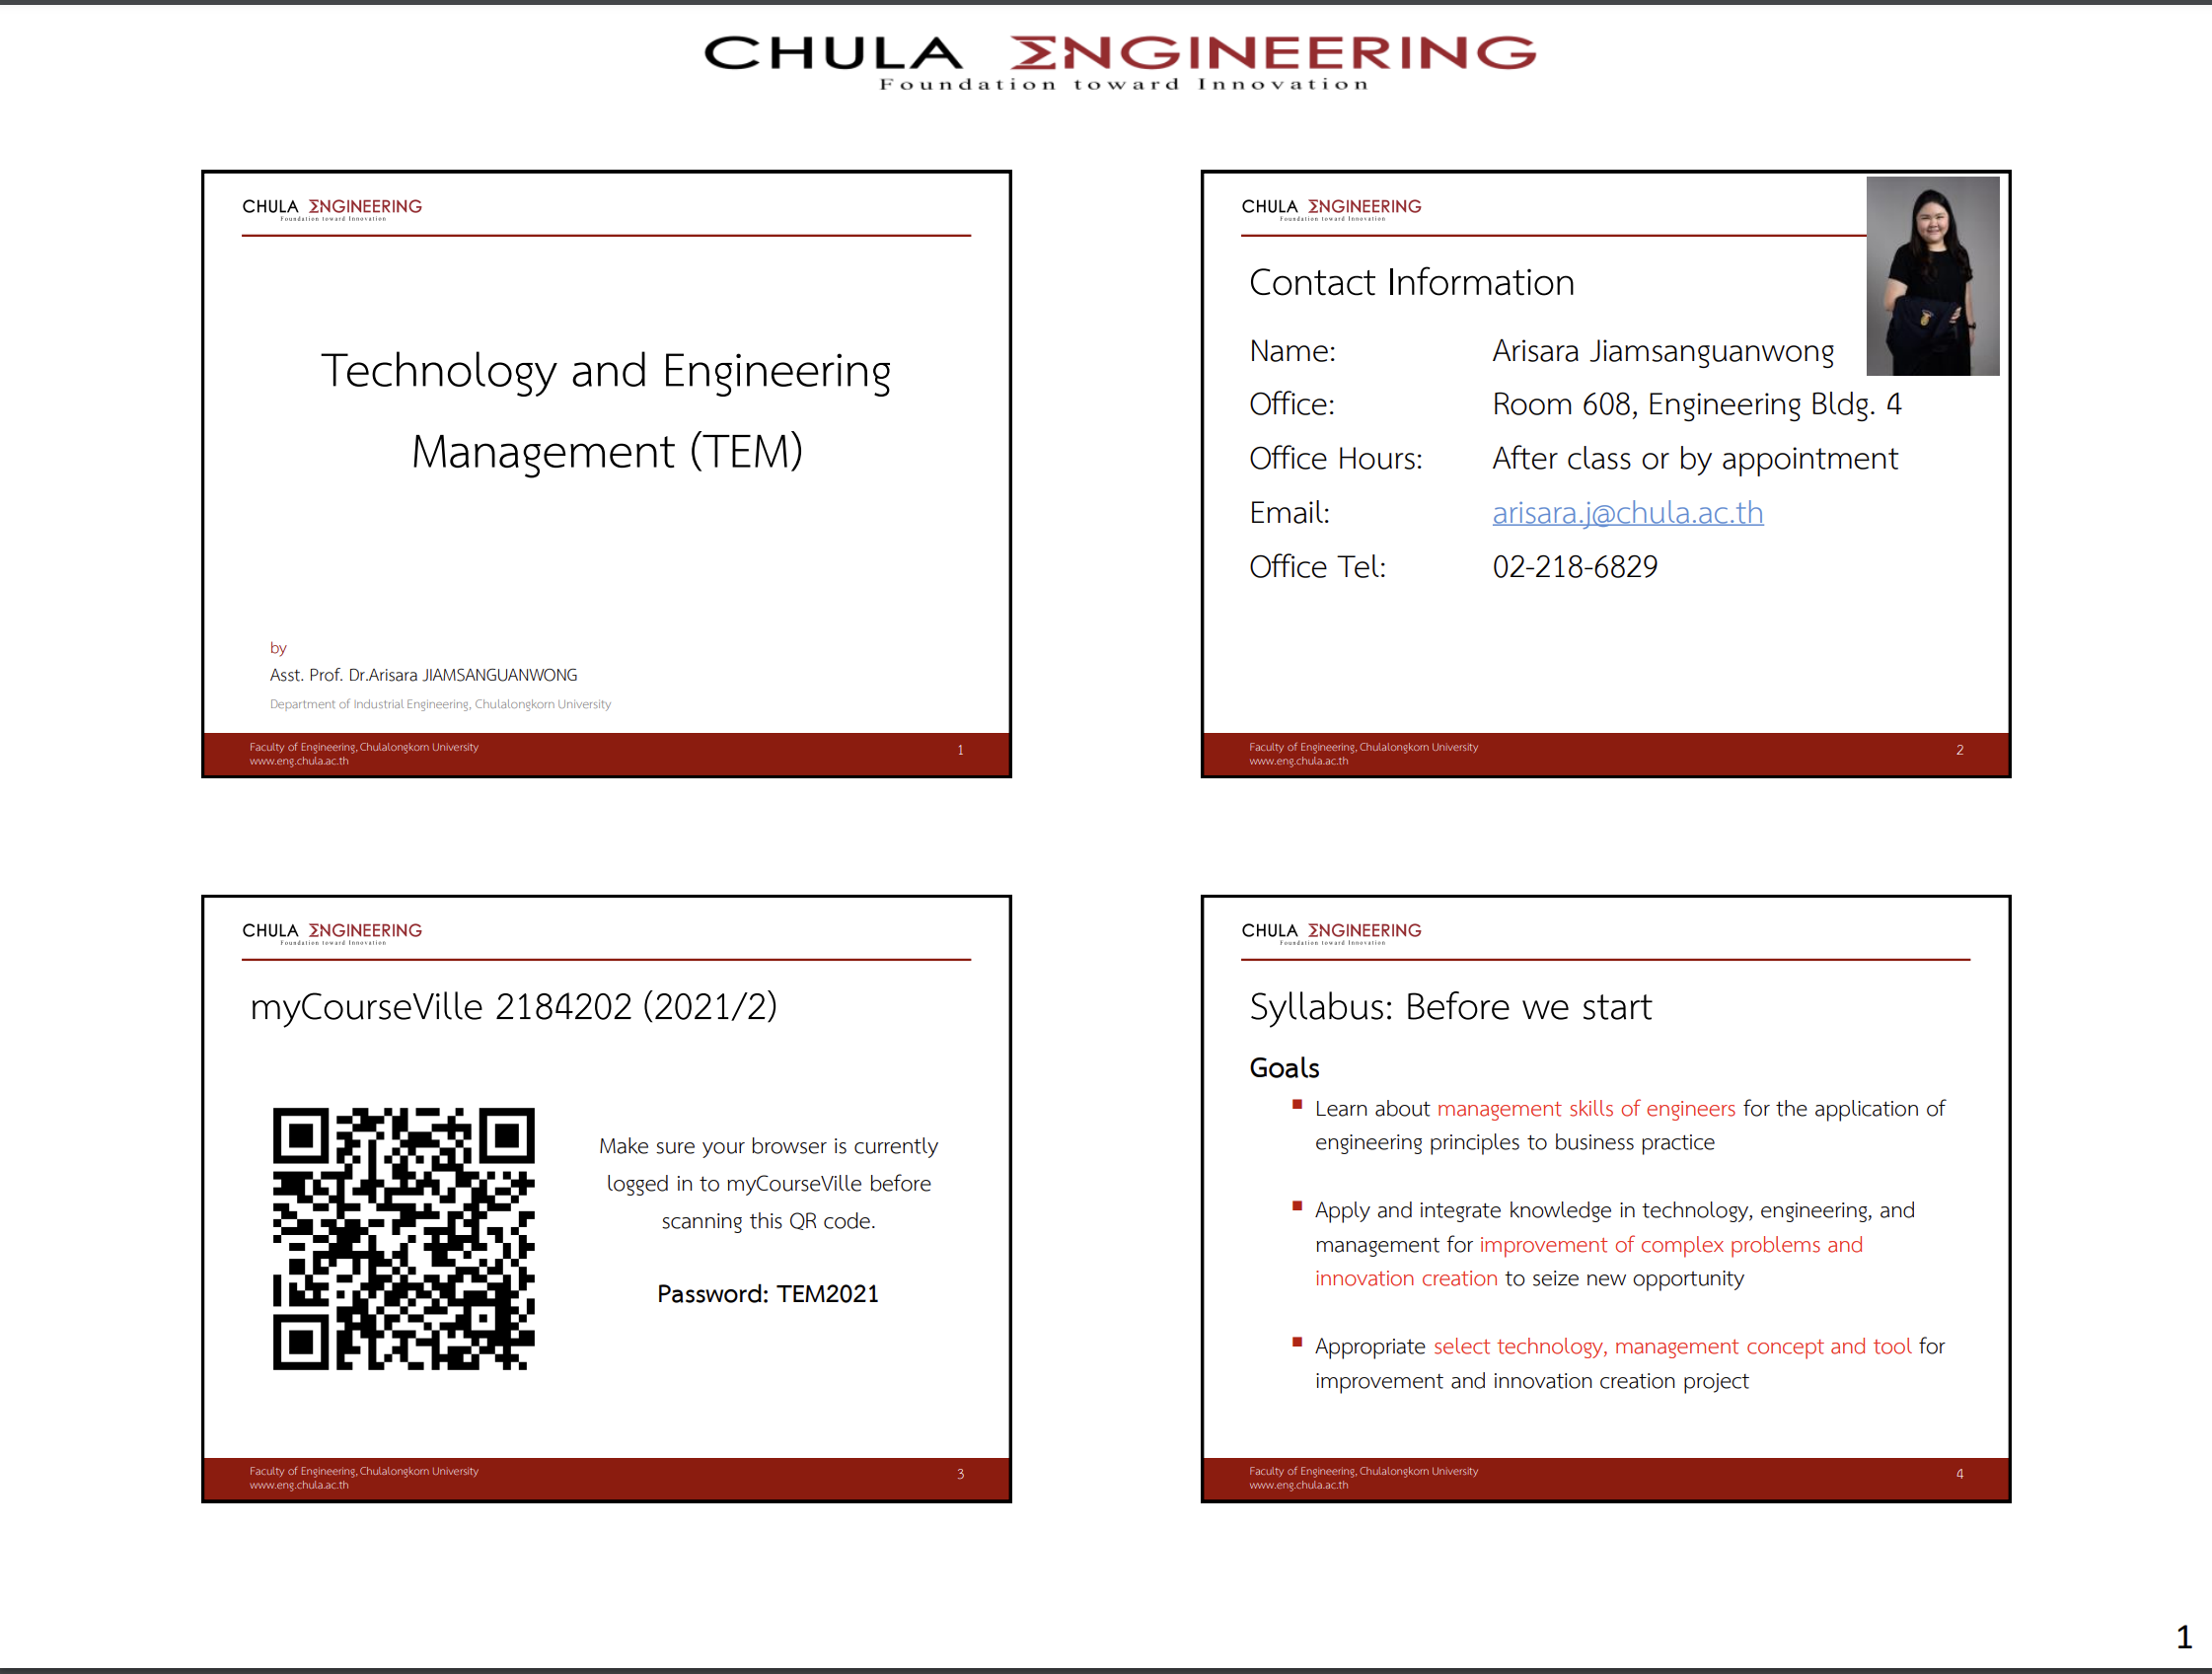 CHULA ΣNGINEERING
Foundation toward Innovation
CHULA ΣNGINEERING
Foundation toward Innovation
Technology and Engineering
Management (TEM)
by
Asst. Prof. Dr.Arisara JIAMSANGUANWONG
Department of Industrial Engineering, Chulalongkorn University
Faculty of Engineering, Chulalongkorn University
www.eng.chula.ac.th
1
CHULA ΣNGINEERING
Foundation toward Innovation
Contact Information
Name: Arisara Jiamsanguanwong
Office: Room 608, Engineering Bldg. 4
Office Hours: After class or by appointment
Email: arisara.j@chula.ac.th
Office Tel: 02-218-6829
Faculty of Engineering, Chulalongkorn University
www.eng.chula.ac.th
2
CHULA ΣNGINEERING
Foundation toward Innovation
myCourseVille 2184202 (2021/2)
Make sure your browser is currently
logged in to myCourseVille before
scanning this QR code.
Password: TEM2021
Faculty of Engineering, Chulalongkorn University
www.eng.chula.ac.th
3
CHULA ΣNGINEERING
Foundation toward Innovation
Syllabus: Before we start
Goals
▪ Learn about management skills of engineers for the application of
engineering principles to business practice
▪ Apply and integrate knowledge in technology, engineering, and
management for improvement of complex problems and
innovation creation to seize new opportunity
▪ Appropriate select technology, management concept and tool for
improvement and innovation creation project
Faculty of Engineering, Chulalongkorn University
www.eng.chula.ac.th
4
1